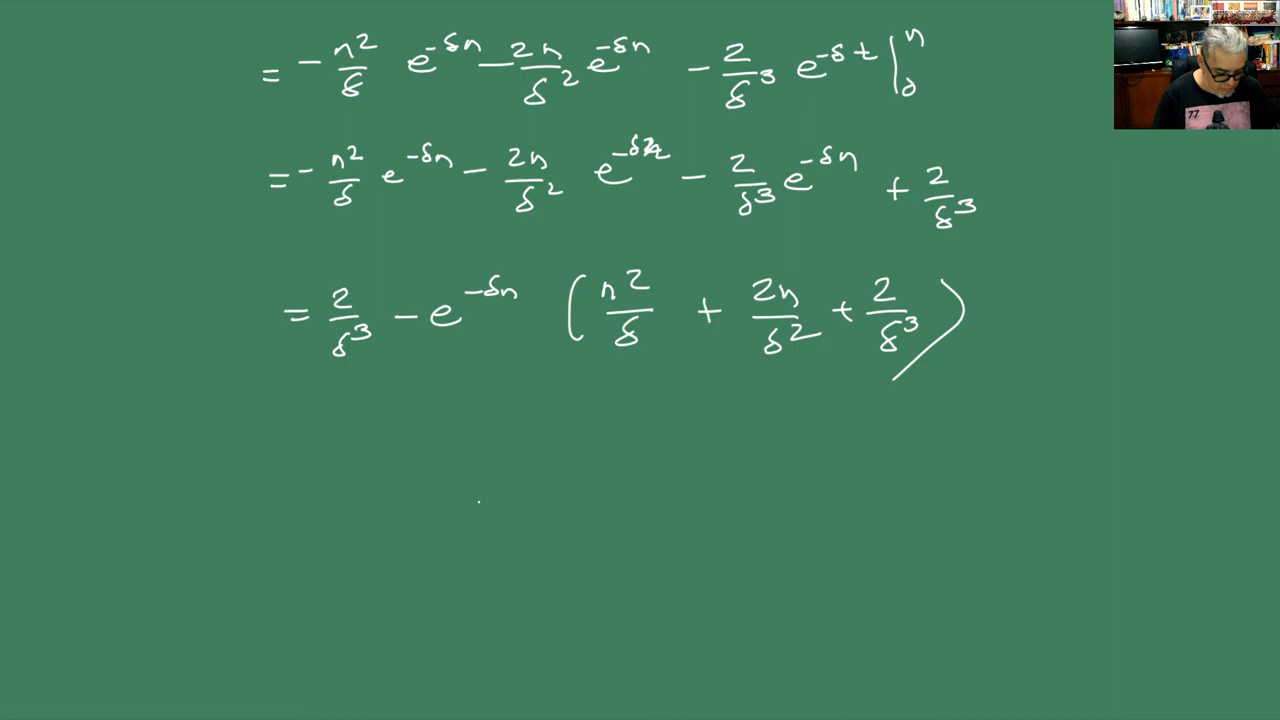 = - n²/δ e^{-δn} - 2n/δ² e^{-δn} - 2/δ³ e^{-δt} |₀ⁿ
= - n²/δ e^{-δn} - 2n/δ² e^{-δn} - 2/δ³ e^{-δn} + 2/δ³
= 2/δ³ - e^{-δn} (n²/δ + 2n/δ² + 2/δ³)
77